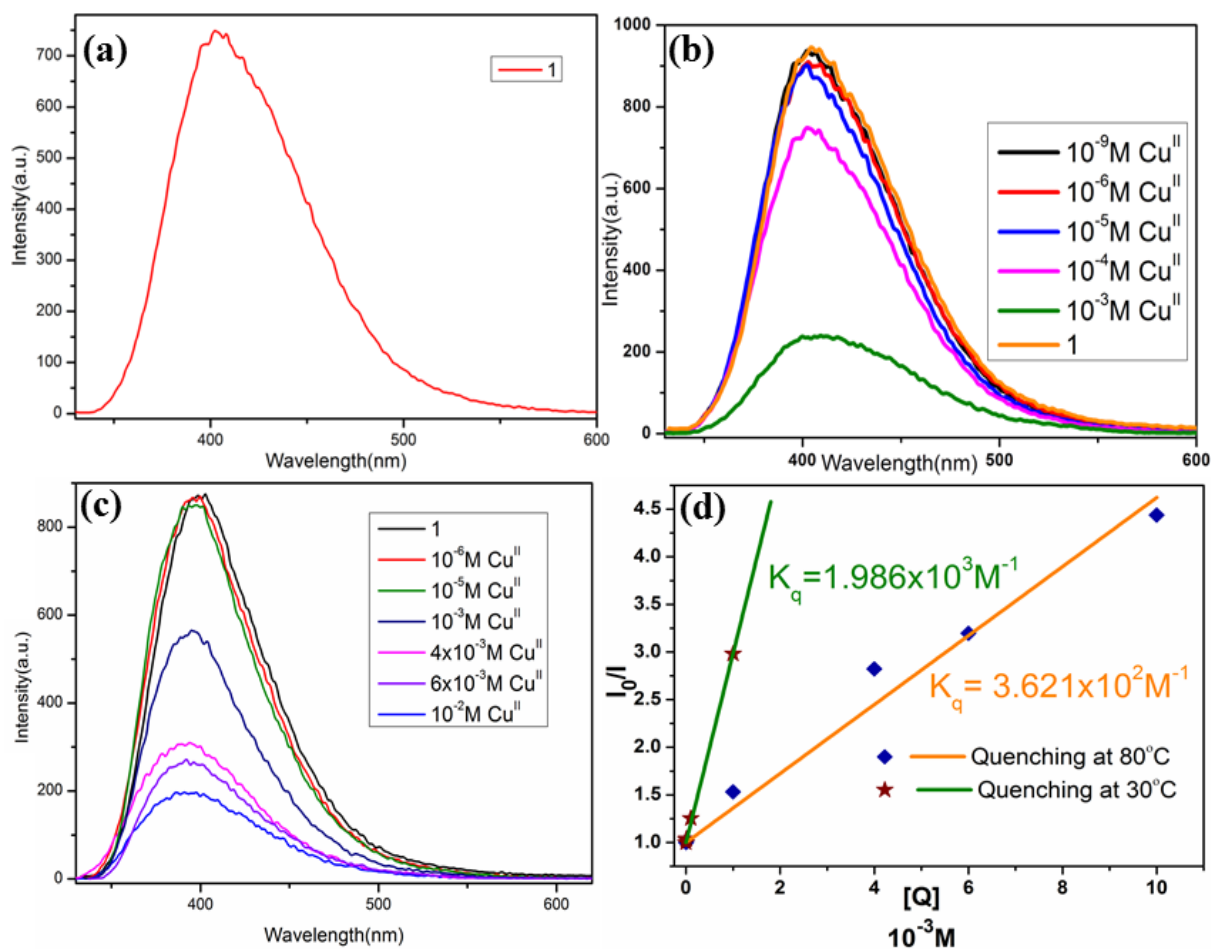 (a)
1
Intensity(a.u.)
750
700
600
500
400
300
200
100
0
400
500
600
Wavelength(nm)
(b)
1000
800
600
400
200
0
Intensity(a.u.)
10⁻⁹M Cuᴵᴵ
10⁻⁶M Cuᴵᴵ
10⁻⁵M Cuᴵᴵ
10⁻⁴M Cuᴵᴵ
10⁻³M Cuᴵᴵ
1
400
500
600
Wavelength(nm)
(c)
800
600
400
200
0
Intensity(a.u.)
1
10⁻⁶M Cuᴵᴵ
10⁻⁵M Cuᴵᴵ
10⁻³M Cuᴵᴵ
4x10⁻³M Cuᴵᴵ
6x10⁻³M Cuᴵᴵ
10⁻²M Cuᴵᴵ
400
500
600
Wavelength(nm)
(d)
4.5
4.0
3.5
3.0
2.5
2.0
1.5
1.0
I₀/I
K_q=1.986x10³M⁻¹
K_q= 3.621x10²M⁻¹
Quenching at 80°C
Quenching at 30°C
0
2
4
6
8
10
[Q]
10⁻³M